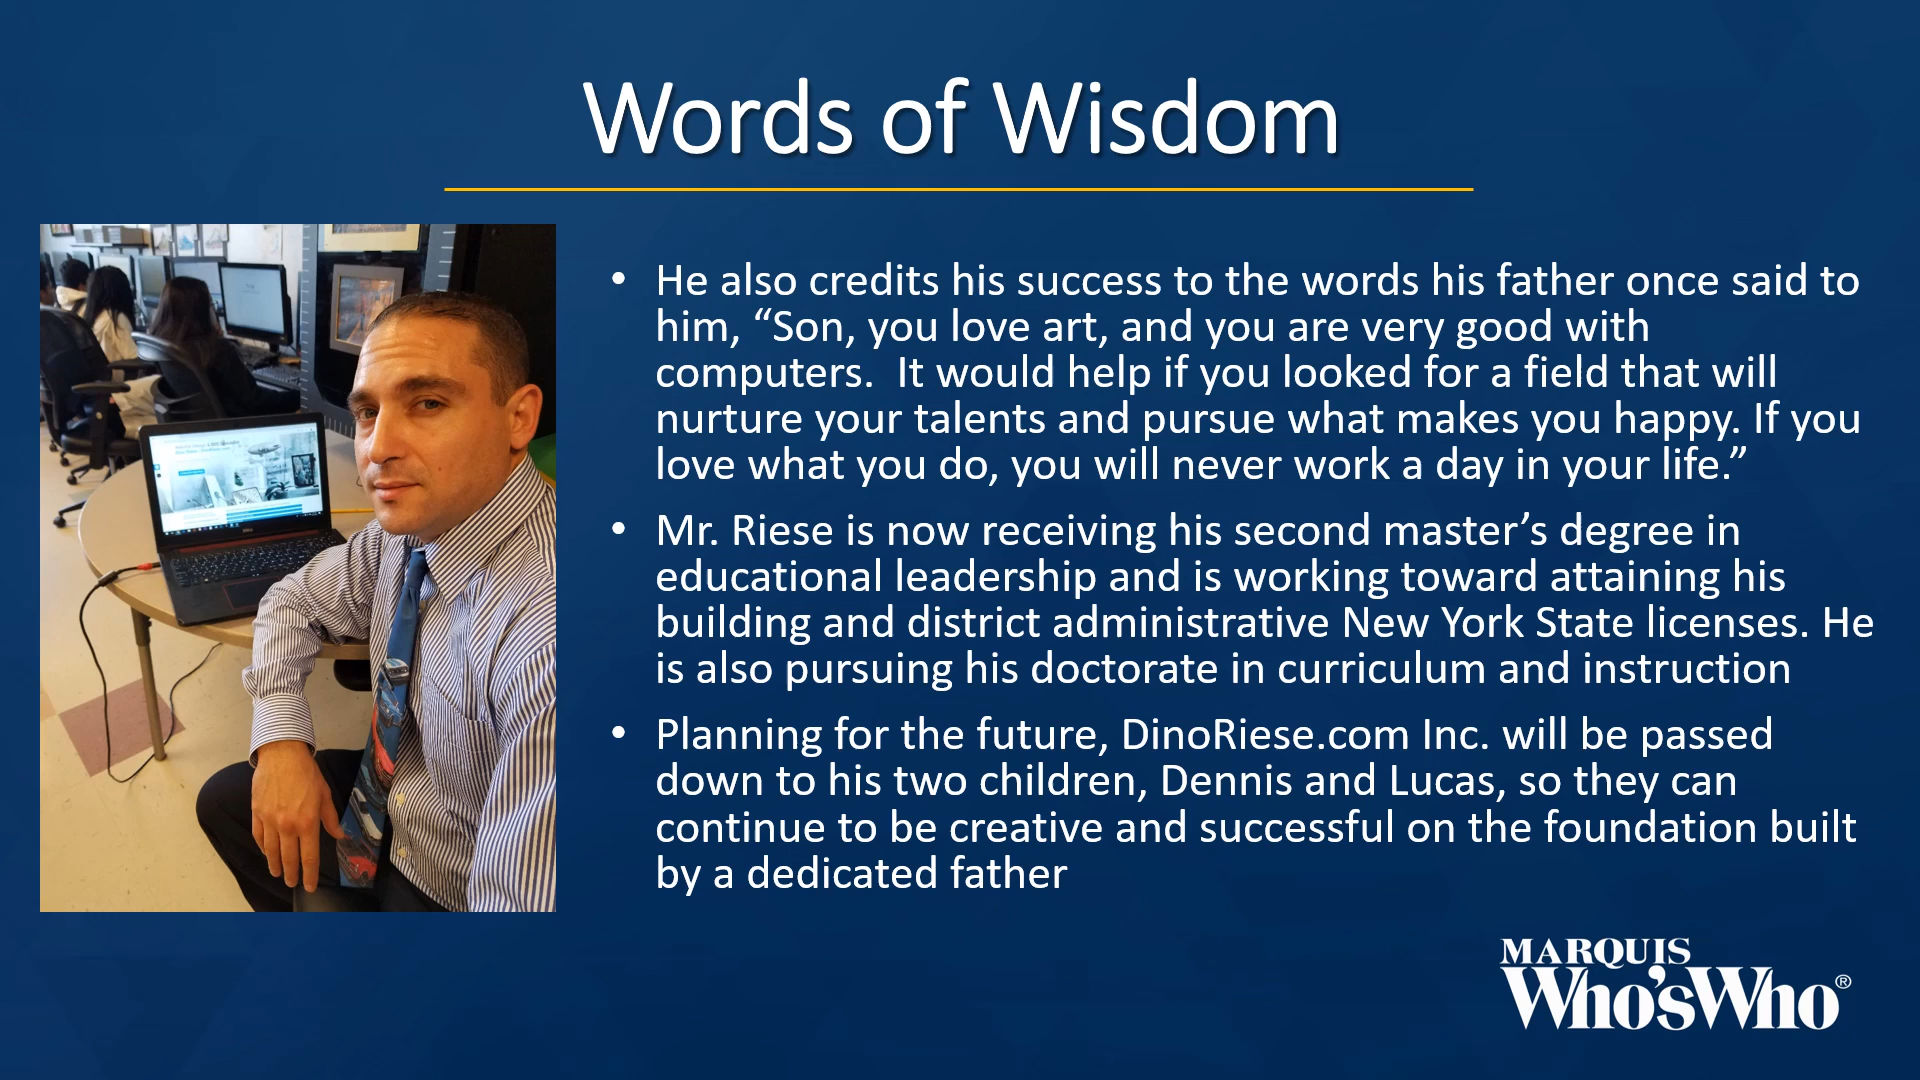 Words of Wisdom
• He also credits his success to the words his father once said to
him, “Son, you love art, and you are very good with
computers.  It would help if you looked for a field that will
nurture your talents and pursue what makes you happy. If you
love what you do, you will never work a day in your life.”
• Mr. Riese is now receiving his second master’s degree in
educational leadership and is working toward attaining his
building and district administrative New York State licenses. He
is also pursuing his doctorate in curriculum and instruction
• Planning for the future, DinoRiese.com Inc. will be passed
down to his two children, Dennis and Lucas, so they can
continue to be creative and successful on the foundation built
by a dedicated father
MARQUIS
Who'sWho®